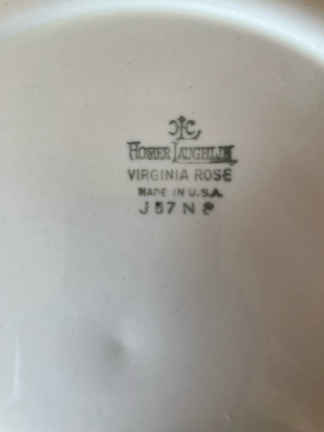 HOMER LAUGHLIN
VIRGINIA ROSE
MADE IN U.S.A.
J 57 N 8